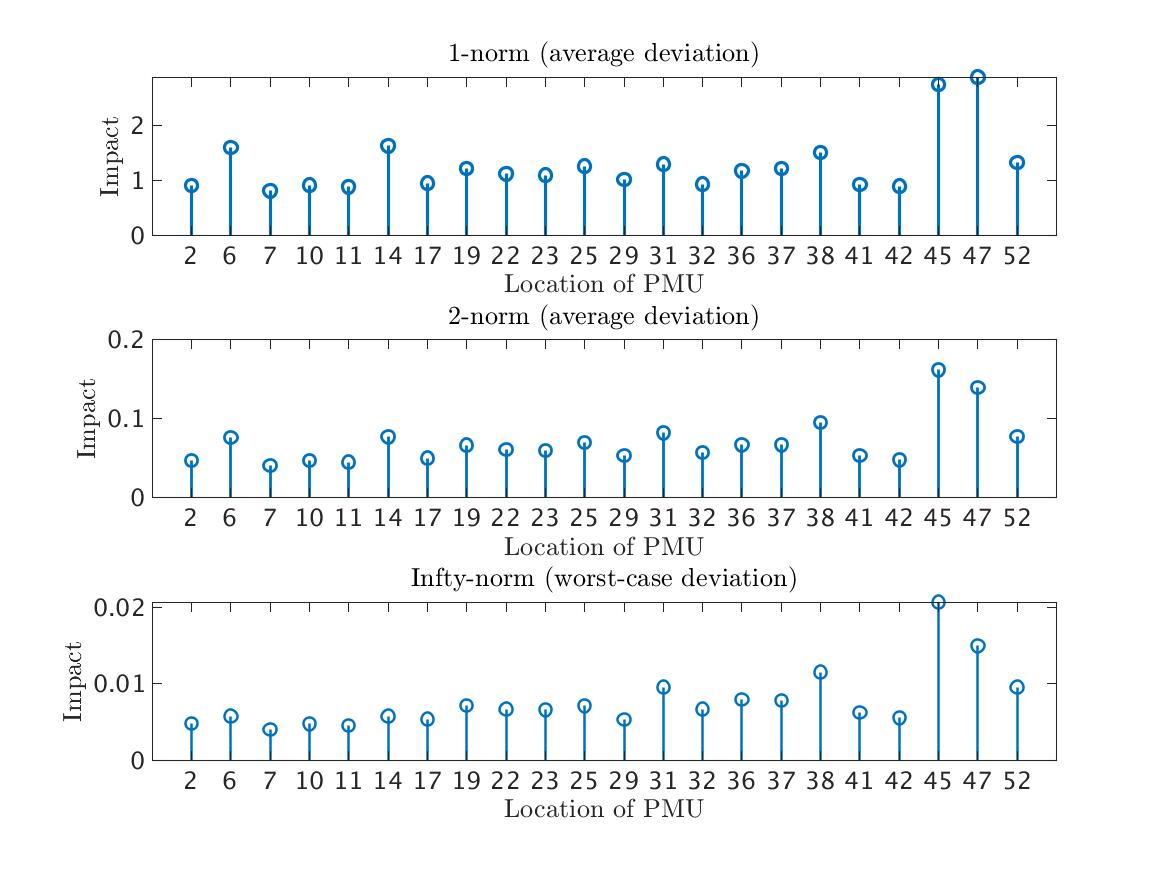 1-norm (average deviation)
Impact
2
1
0
2 6 7 10 11 14 17 19 22 23 25 29 31 32 36 37 38 41 42 45 47 52
Location of PMU
2-norm (average deviation)
Impact
0.2
0.1
0
2 6 7 10 11 14 17 19 22 23 25 29 31 32 36 37 38 41 42 45 47 52
Location of PMU
Infty-norm (worst-case deviation)
Impact
0.02
0.01
0
2 6 7 10 11 14 17 19 22 23 25 29 31 32 36 37 38 41 42 45 47 52
Location of PMU